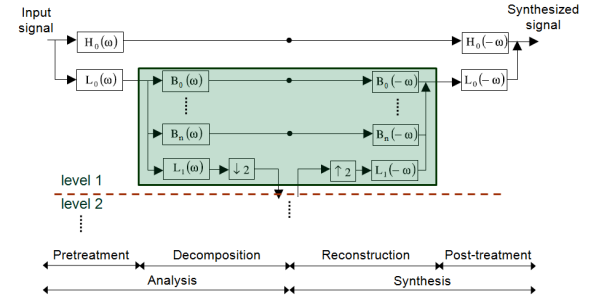 Input
signal
Synthesized
signal
H₀(ω)
H₀(−ω)
L₀(ω)
B₀(ω)
B₀(−ω)
L₀(−ω)
Bₙ(ω)
Bₙ(−ω)
L₁(ω)
↓2
↑2
L₁(−ω)
level 1
level 2
Pretreatment
Decomposition
Reconstruction
Post-treatment
Analysis
Synthesis